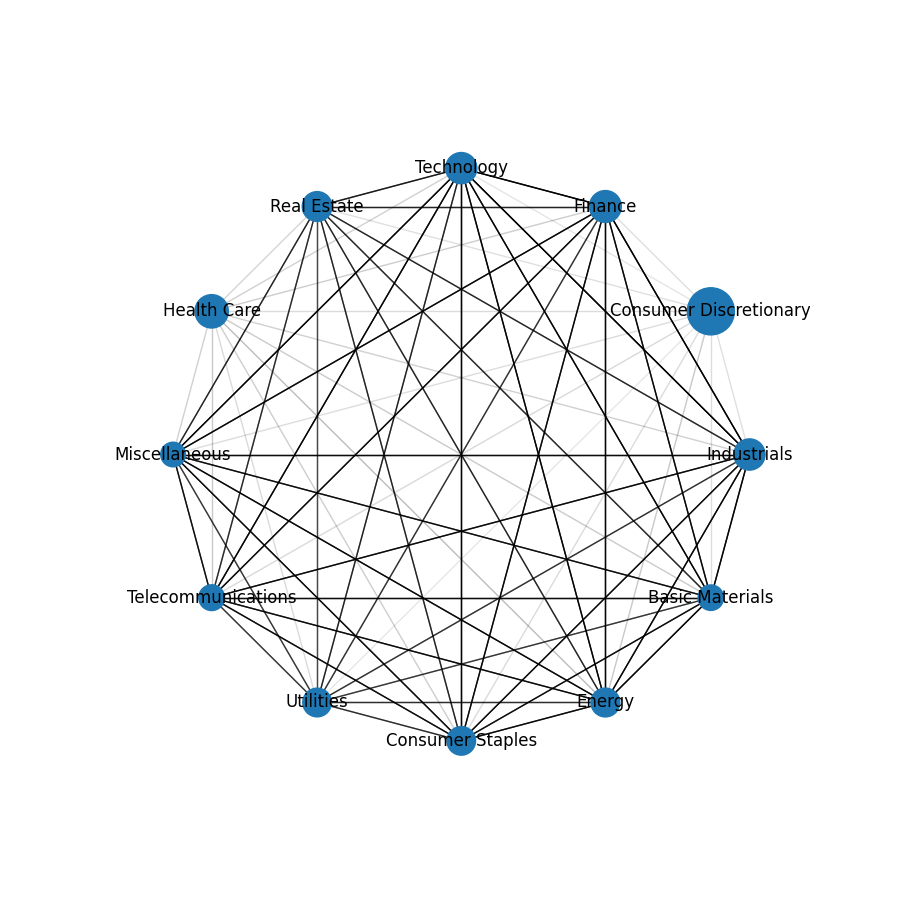 Technology
Real Estate
Finance
Health Care
Consumer Discretionary
Miscellaneous
Industrials
Telecommunications
Basic Materials
Utilities
Energy
Consumer Staples